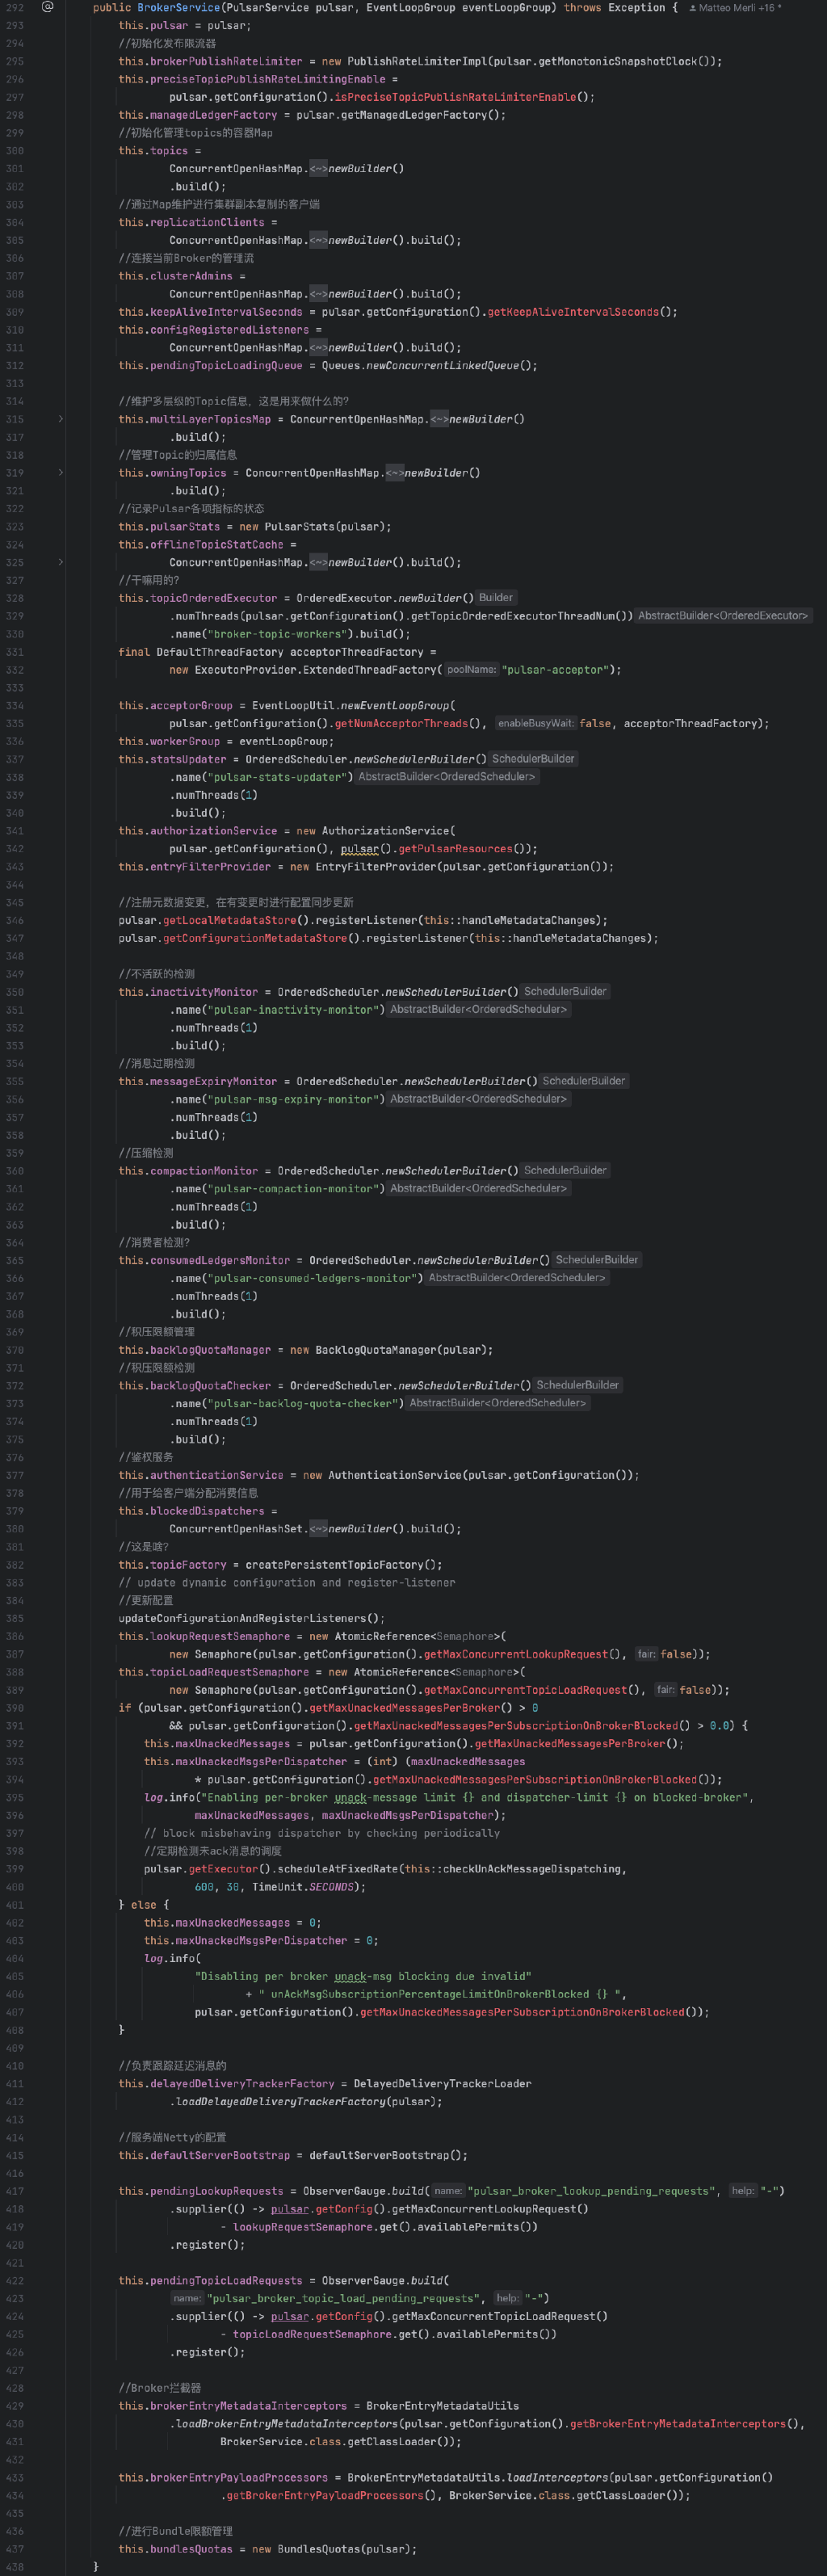 292 @ public BrokerService(PulsarService pulsar, EventLoopGroup eventLoopGroup) throws Exception { Matteo Merli +16 *
293 this.pulsar = pulsar;
294 //初始化发布限流器
295 this.brokerPublishRateLimiter = new PublishRateLimiterImpl(pulsar.getMonotonicSnapshotClock());
296 this.preciseTopicPublishRateLimitingEnable =
297 pulsar.getConfiguration().isPreciseTopicPublishRateLimiterEnable();
298 this.managedLedgerFactory = pulsar.getManagedLedgerFactory();
299 //初始化管理topics的容器Map
300 this.topics =
301 ConcurrentOpenHashMap.<~>newBuilder()
302 .build();
303 //通过Map维护进行集群副本复制的客户端
304 this.replicationClients =
305 ConcurrentOpenHashMap.<~>newBuilder().build();
306 //连接当前Broker的管理流
307 this.clusterAdmins =
308 ConcurrentOpenHashMap.<~>newBuilder().build();
309 this.keepAliveIntervalSeconds = pulsar.getConfiguration().getKeepAliveIntervalSeconds();
310 this.configRegisteredListeners =
311 ConcurrentOpenHashMap.<~>newBuilder().build();
312 this.pendingTopicLoadingQueue = Queues.newConcurrentLinkedQueue();
313
314 //维护多层级的Topic信息，这是用来做什么的?
315 this.multiLayerTopicsMap = ConcurrentOpenHashMap.<~>newBuilder()
317 .build();
318 //管理Topic的归属信息
319 this.owningTopics = ConcurrentOpenHashMap.<~>newBuilder()
321 .build();
322 //记录Pulsar各项指标的状态
323 this.pulsarStats = new PulsarStats(pulsar);
324 this.offlineTopicStatCache =
325 ConcurrentOpenHashMap.<~>newBuilder().build();
327 //干嘛用的?
328 this.topicOrderedExecutor = OrderedExecutor.newBuilder() Builder
329 .numThreads(pulsar.getConfiguration().getTopicOrderedExecutorThreadNum()) AbstractBuilder<OrderedExecutor>
330 .name("broker-topic-workers").build();
331 final DefaultThreadFactory acceptorThreadFactory =
332 new ExecutorProvider.ExtendedThreadFactory( poolName: "pulsar-acceptor");
333
334 this.acceptorGroup = EventLoopUtil.newEventLoopGroup(
335 pulsar.getConfiguration().getNumAcceptorThreads(), enableBusyWait: false, acceptorThreadFactory);
336 this.workerGroup = eventLoopGroup;
337 this.statsUpdater = OrderedScheduler.newSchedulerBuilder() SchedulerBuilder
338 .name("pulsar-stats-updater") AbstractBuilder<OrderedScheduler>
339 .numThreads(1)
340 .build();
341 this.authorizationService = new AuthorizationService(
342 pulsar.getConfiguration(), pulsar().getPulsarResources());
343 this.entryFilterProvider = new EntryFilterProvider(pulsar.getConfiguration());
344
345 //注册元数据变更，在有变更时进行配置同步更新
346 pulsar.getLocalMetadataStore().registerListener(this::handleMetadataChanges);
347 pulsar.getConfigurationMetadataStore().registerListener(this::handleMetadataChanges);
348
349 //不活跃的检测
350 this.inactivityMonitor = OrderedScheduler.newSchedulerBuilder() SchedulerBuilder
351 .name("pulsar-inactivity-monitor") AbstractBuilder<OrderedScheduler>
352 .numThreads(1)
353 .build();
354 //消息过期检测
355 this.messageExpiryMonitor = OrderedScheduler.newSchedulerBuilder() SchedulerBuilder
356 .name("pulsar-msg-expiry-monitor") AbstractBuilder<OrderedScheduler>
357 .numThreads(1)
358 .build();
359 //压缩检测
360 this.compactionMonitor = OrderedScheduler.newSchedulerBuilder() SchedulerBuilder
361 .name("pulsar-compaction-monitor") AbstractBuilder<OrderedScheduler>
362 .numThreads(1)
363 .build();
364 //消费者检测?
365 this.consumedLedgersMonitor = OrderedScheduler.newSchedulerBuilder() SchedulerBuilder
366 .name("pulsar-consumed-ledgers-monitor") AbstractBuilder<OrderedScheduler>
367 .numThreads(1)
368 .build();
369 //积压限额管理
370 this.backlogQuotaManager = new BacklogQuotaManager(pulsar);
371 //积压限额检测
372 this.backlogQuotaChecker = OrderedScheduler.newSchedulerBuilder() SchedulerBuilder
373 .name("pulsar-backlog-quota-checker") AbstractBuilder<OrderedScheduler>
374 .numThreads(1)
375 .build();
376 //鉴权服务
377 this.authenticationService = new AuthenticationService(pulsar.getConfiguration());
378 //用于给客户端分配消费信息
379 this.blockedDispatchers =
380 ConcurrentOpenHashSet.<~>newBuilder().build();
381 //这是啥?
382 this.topicFactory = createPersistentTopicFactory();
383 // update dynamic configuration and register-listener
384 //更新配置
385 updateConfigurationAndRegisterListeners();
386 this.lookupRequestSemaphore = new AtomicReference<Semaphore>(
387 new Semaphore(pulsar.getConfiguration().getMaxConcurrentLookupRequest(), fair: false));
388 this.topicLoadRequestSemaphore = new AtomicReference<Semaphore>(
389 new Semaphore(pulsar.getConfiguration().getMaxConcurrentTopicLoadRequest(), fair: false));
390 if (pulsar.getConfiguration().getMaxUnackedMessagesPerBroker() > 0
391 && pulsar.getConfiguration().getMaxUnackedMessagesPerSubscriptionOnBrokerBlocked() > 0.0) {
392 this.maxUnackedMessages = pulsar.getConfiguration().getMaxUnackedMessagesPerBroker();
393 this.maxUnackedMsgsPerDispatcher = (int) (maxUnackedMessages
394 * pulsar.getConfiguration().getMaxUnackedMessagesPerSubscriptionOnBrokerBlocked());
395 log.info("Enabling per-broker unack-message limit {} and dispatcher-limit {} on blocked-broker",
396 maxUnackedMessages, maxUnackedMsgsPerDispatcher);
397 // block misbehaving dispatcher by checking periodically
398 //定期检测未ack消息的调度
399 pulsar.getExecutor().scheduleAtFixedRate(this::checkUnAckMessageDispatching,
400 600, 30, TimeUnit.SECONDS);
401 } else {
402 this.maxUnackedMessages = 0;
403 this.maxUnackedMsgsPerDispatcher = 0;
404 log.info(
405 "Disabling per broker unack-msg blocking due invalid"
406 + " unAckMsgSubscriptionPercentageLimitOnBrokerBlocked {} ",
407 pulsar.getConfiguration().getMaxUnackedMessagesPerSubscriptionOnBrokerBlocked());
408 }
409
410 //负责跟踪延迟消息的
411 this.delayedDeliveryTrackerFactory = DelayedDeliveryTrackerLoader
412 .loadDelayedDeliveryTrackerFactory(pulsar);
413
414 //服务端Netty的配置
415 this.defaultServerBootstrap = defaultServerBootstrap();
416
417 this.pendingLookupRequests = ObserverGauge.build( name: "pulsar_broker_lookup_pending_requests", help: "-")
418 .supplier(() -> pulsar.getConfig().getMaxConcurrentLookupRequest()
419 - lookupRequestSemaphore.get().availablePermits())
420 .register();
421
422 this.pendingTopicLoadRequests = ObserverGauge.build(
423 name: "pulsar_broker_topic_load_pending_requests", help: "-")
424 .supplier(() -> pulsar.getConfig().getMaxConcurrentTopicLoadRequest()
425 - topicLoadRequestSemaphore.get().availablePermits())
426 .register();
427
428 //Broker拦截器
429 this.brokerEntryMetadataInterceptors = BrokerEntryMetadataUtils
430 .loadBrokerEntryMetadataInterceptors(pulsar.getConfiguration().getBrokerEntryMetadataInterceptors(),
431 BrokerService.class.getClassLoader());
432
433 this.brokerEntryPayloadProcessors = BrokerEntryMetadataUtils.loadInterceptors(pulsar.getConfiguration()
434 .getBrokerEntryPayloadProcessors(), BrokerService.class.getClassLoader());
435
436 //进行Bundle限额管理
437 this.bundlesQuotas = new BundlesQuotas(pulsar);
438 }